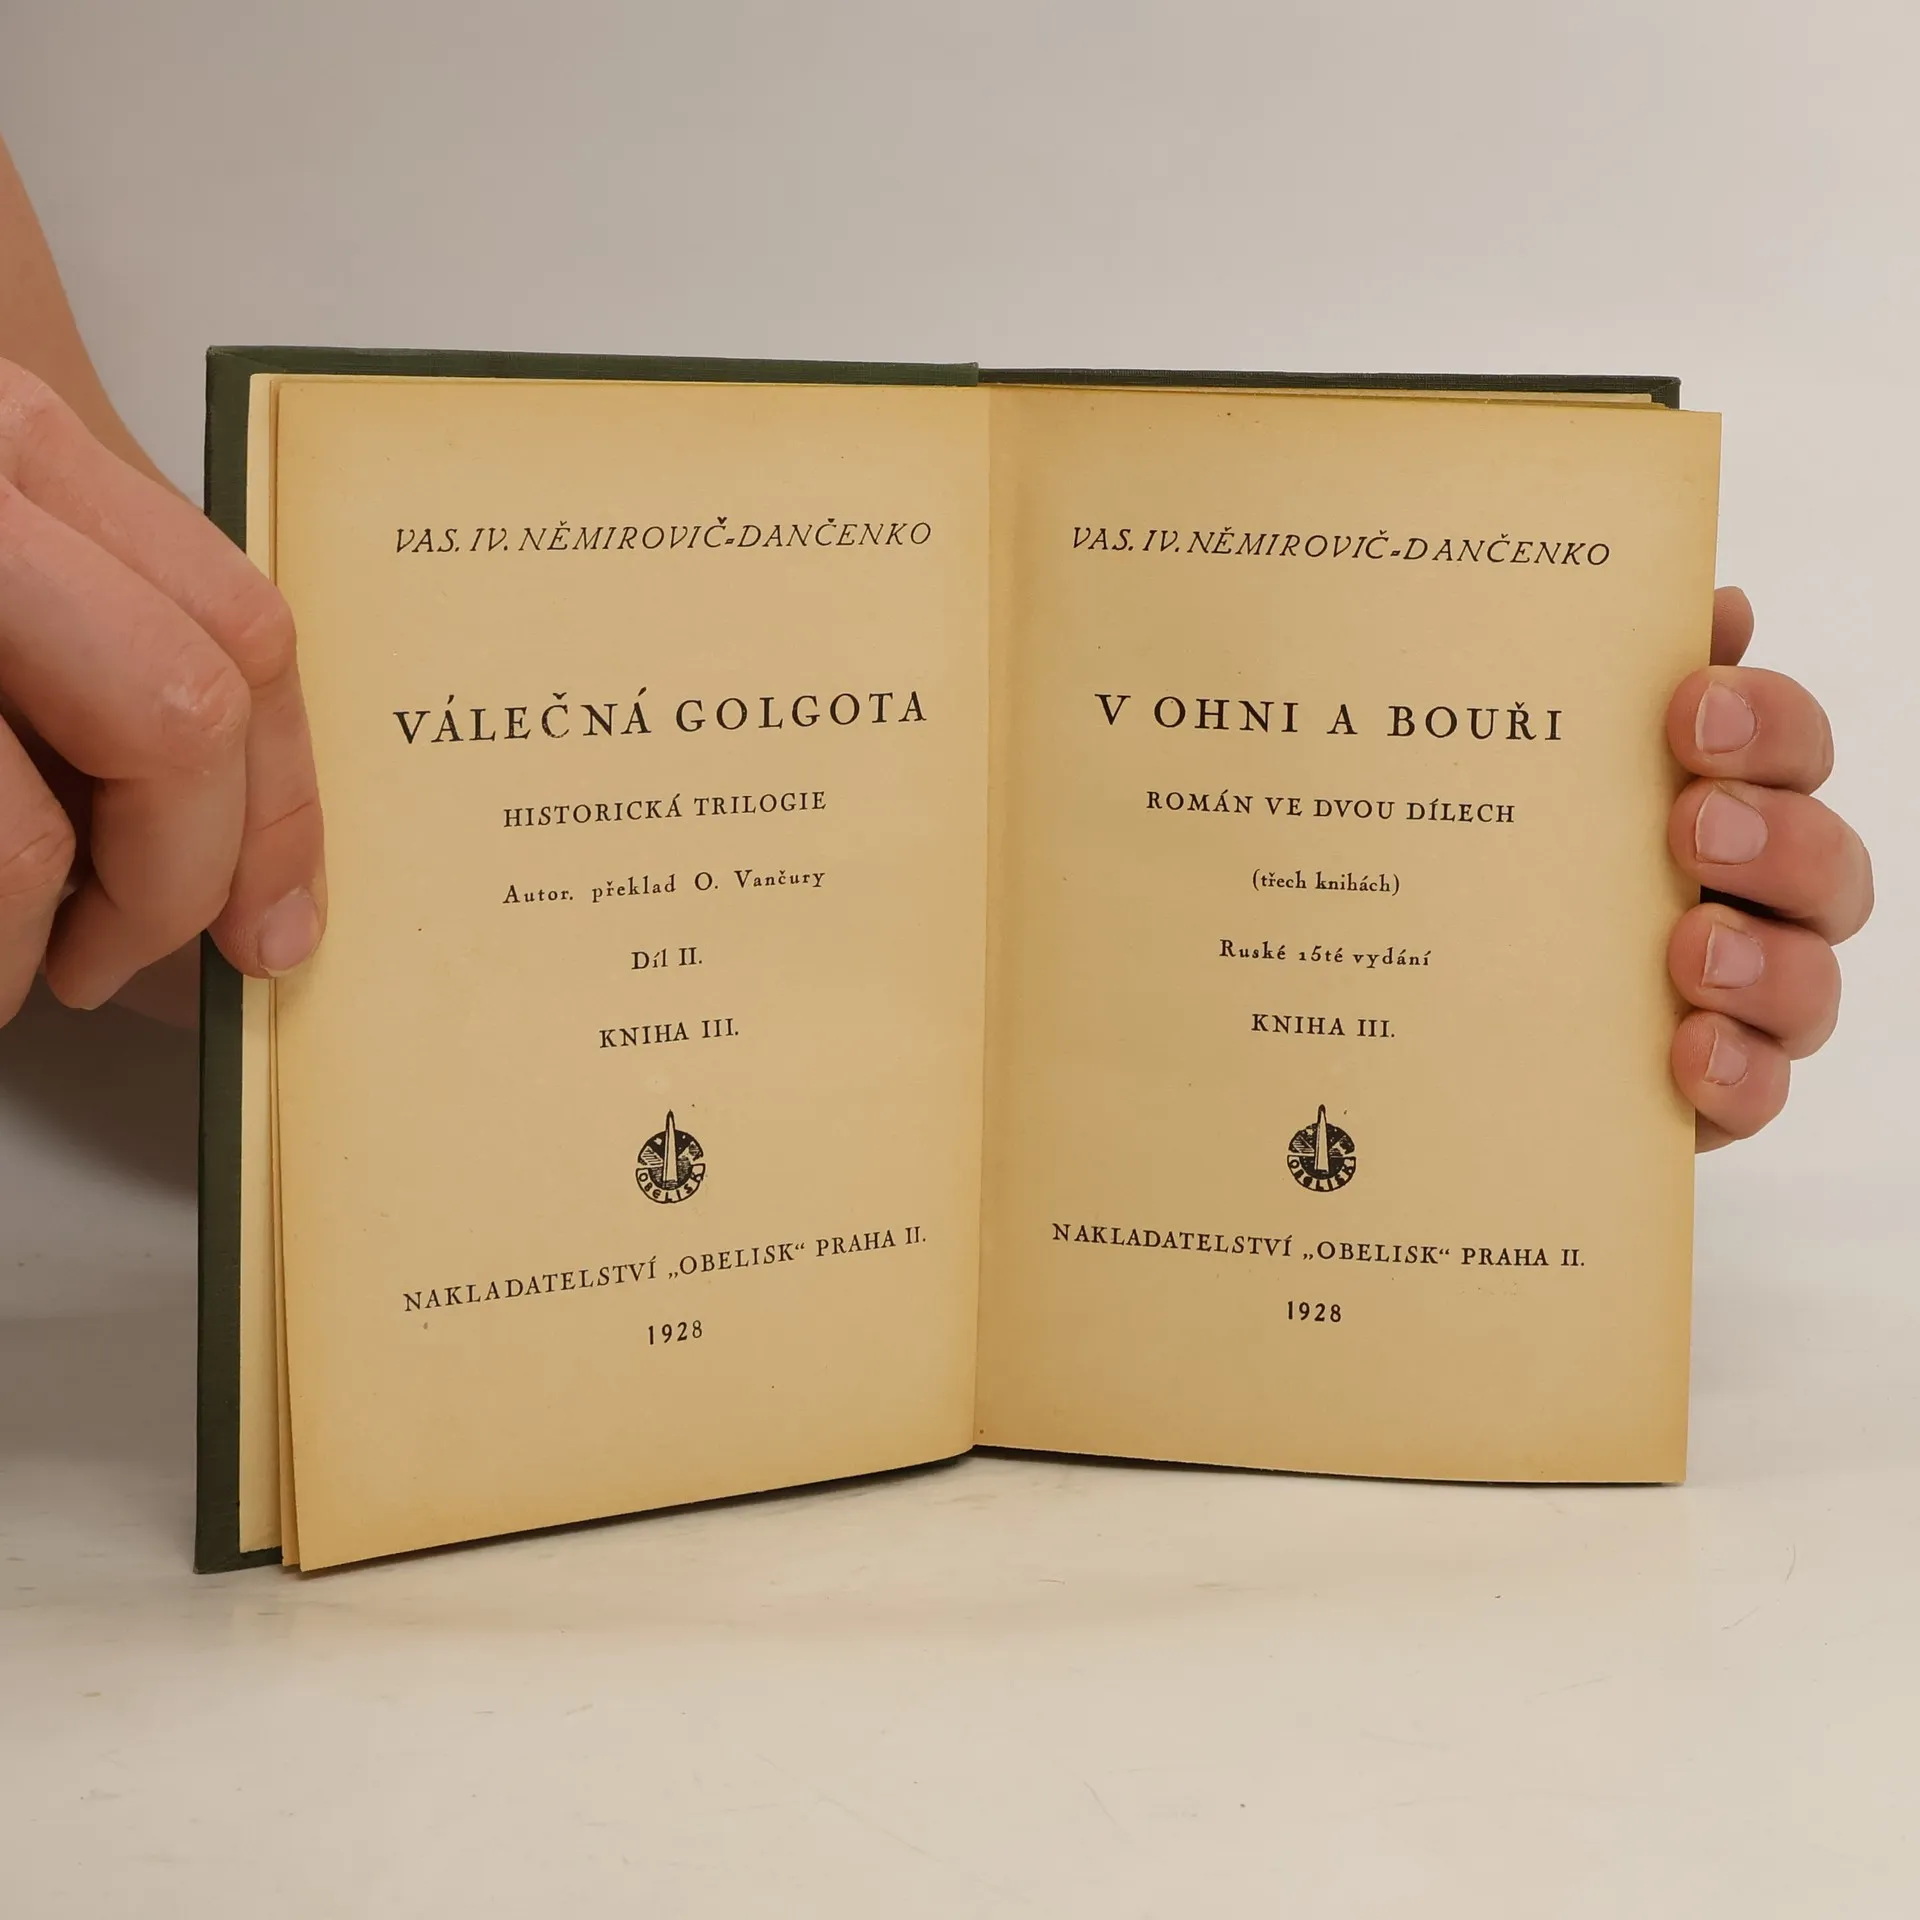 VAS. IV. NĚMIROVIČ-DANČENKO
VÁLEČNÁ GOLGOTA
HISTORICKÁ TRILOGIE
Autor. překlad O. Vančury
Díl II.
KNIHA III.
OBELISK
NAKLADATELSTVÍ „OBELISK“ PRAHA II.
1928
VAS. IV. NĚMIROVIČ-DANČENKO
V OHNI A BOUŘI
ROMÁN VE DVOU DÍLECH
(třech knihách)
Ruské 15té vydání
KNIHA III.
OBELISK
NAKLADATELSTVÍ „OBELISK“ PRAHA II.
1928